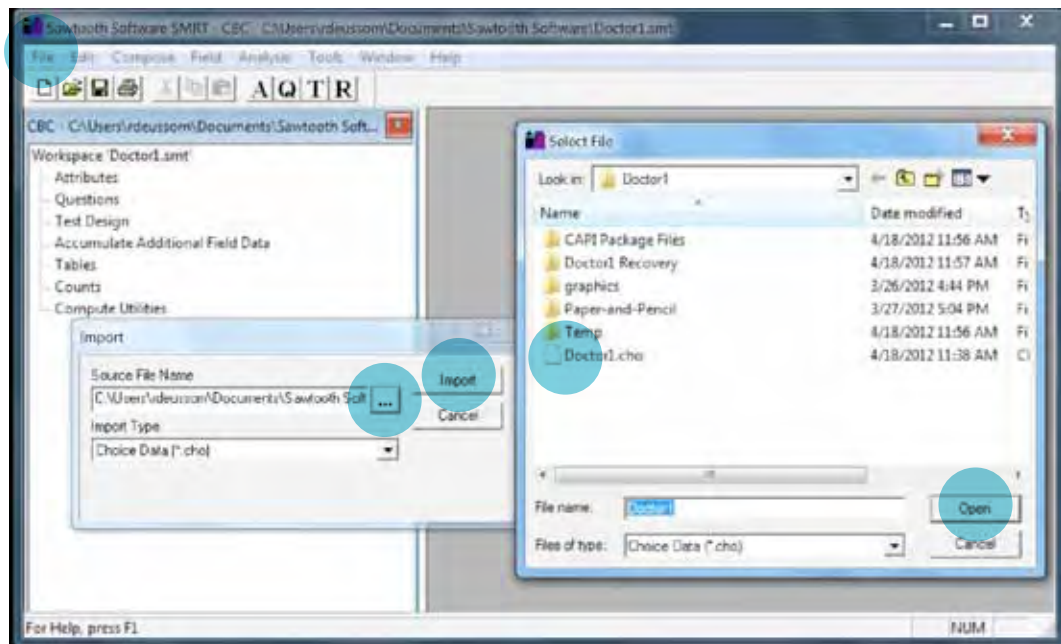 Sawtooth Software SMRT - CBC - C:\Users\rdeussom\Documents\Sawtooth Software\Doctor1.smt
File Edit Compose Field Analysis Tools Window Help
A Q T R
CBC - C:\Users\rdeussom\Documents\Sawtooth Soft...
Workspace 'Doctor1.smt'
Attributes
Questions
Test Design
Accumulate Additional Field Data
Tables
Counts
Compute Utilities
Import
Source File Name
C:\Users\rdeussom\Documents\Sawtooth Soft
...
Import
Cancel
Import Type
Choice Data (*.cho)
Select File
Look in: Doctor1
Name Date modified
CAPI Package Files 4/18/2012 11:56 AM Fi
Doctor1 Recovery 4/18/2012 11:57 AM Fi
graphics 3/26/2012 4:44 PM Fi
Paper-and-Pencil 3/27/2012 5:04 PM Fi
Temp 4/18/2012 11:56 AM Fi
Doctor1.cho 4/18/2012 11:38 AM
File name: Doctor1 Open
Files of type: Choice Data (*.cho) Cancel
For Help, press F1 NUM